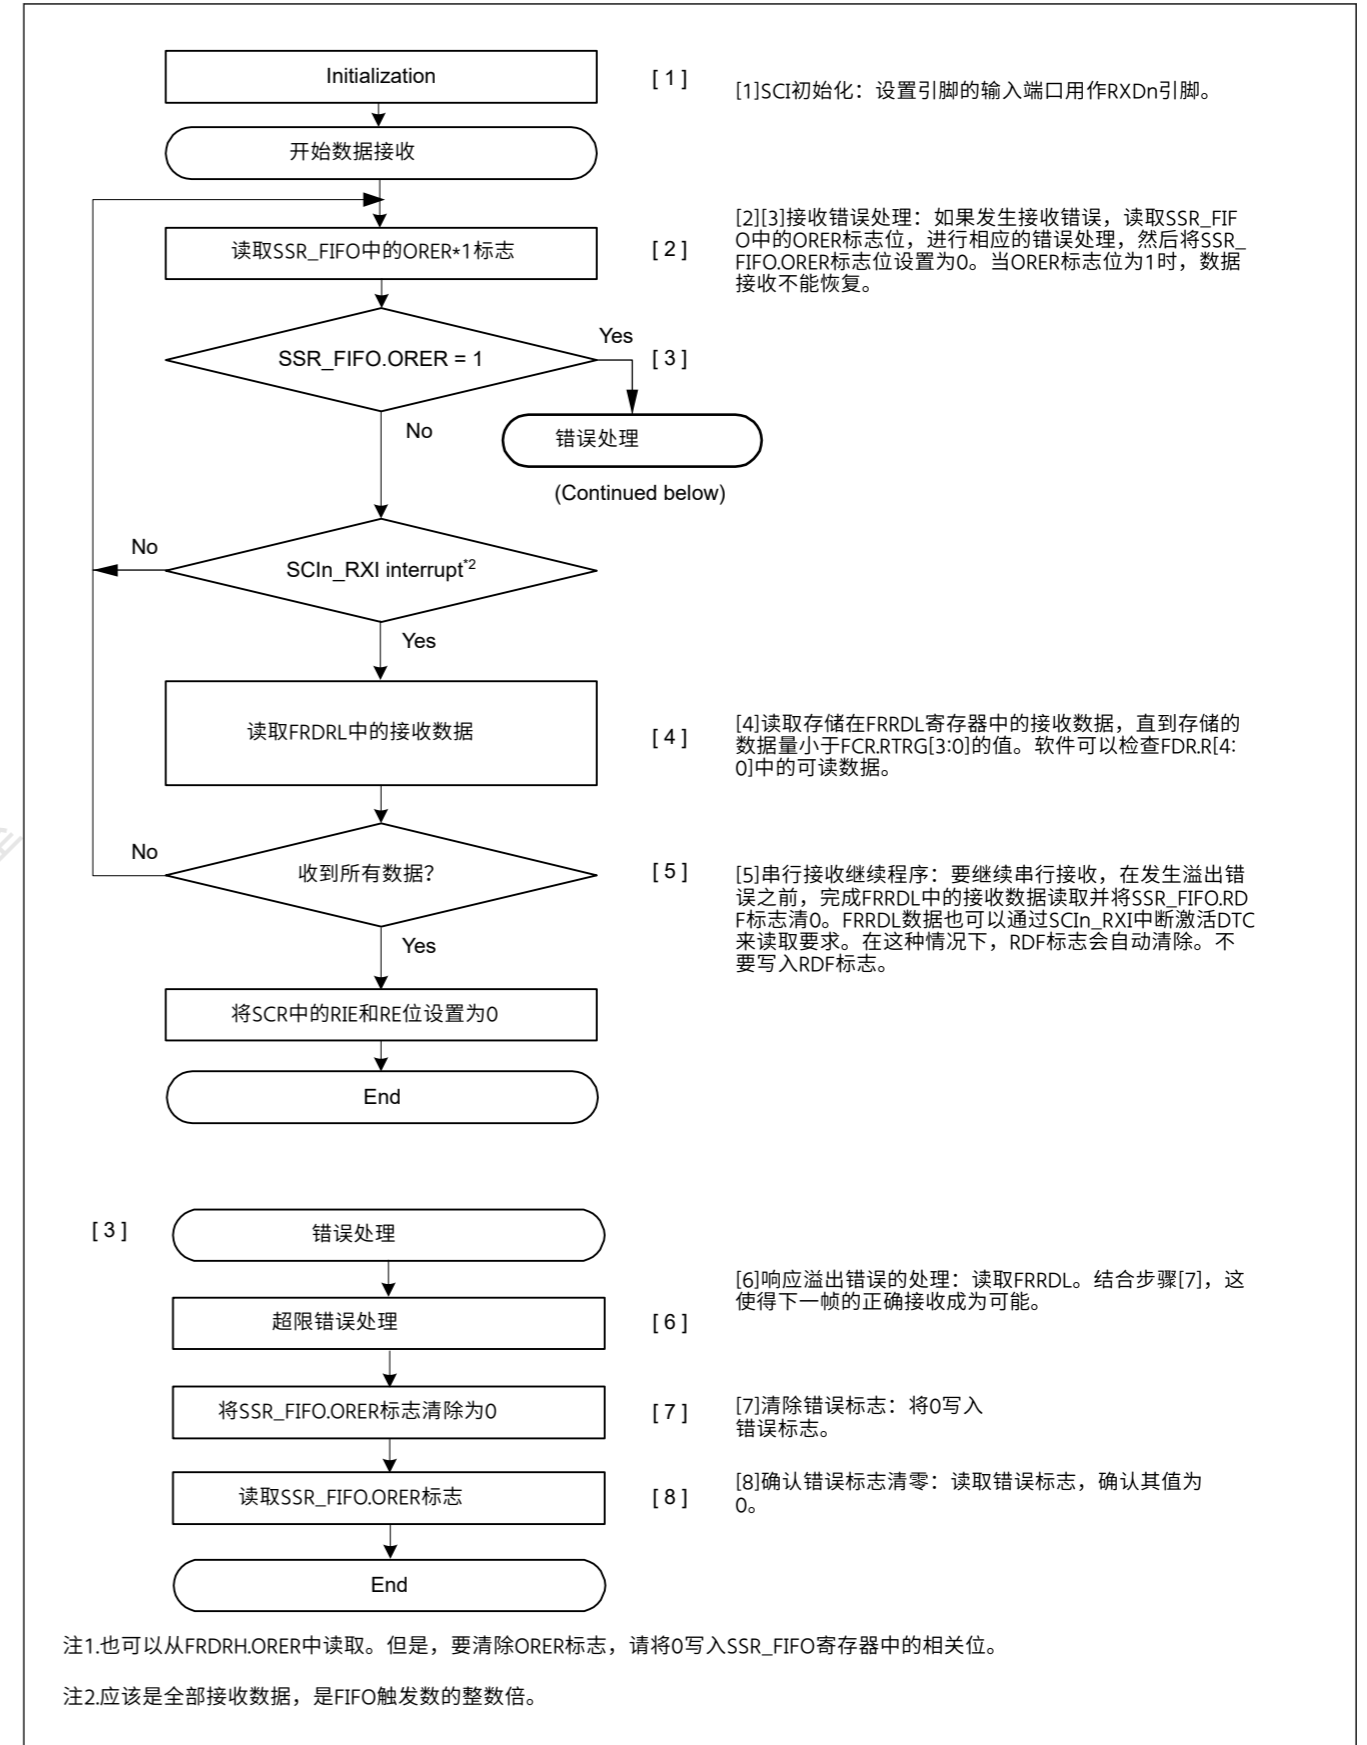 Initialization
[ 1 ]
[1]SCI初始化：设置引脚的输入端口用作RXDn引脚。
开始数据接收
读取SSR_FIFO中的ORER*1标志
[ 2 ]
[2][3]接收错误处理：如果发生接收错误，读取SSR_FIF
O中的ORER标志位，进行相应的错误处理，然后将SSR_
FIFO.ORER标志位设置为0。当ORER标志位为1时，数据
接收不能恢复。
SSR_FIFO.ORER = 1
Yes
[ 3 ]
No
错误处理
(Continued below)
No
SCIn_RXI interrupt*2
Yes
读取FRDRL中的接收数据
[ 4 ]
[4]读取存储在FRRDL寄存器中的接收数据，直到存储的
数据量小于FCR.RTRG[3:0]的值。软件可以检查FDR.R[4:
0]中的可读数据。
No
收到所有数据？
[ 5 ]
[5]串行接收继续程序：要继续串行接收，在发生溢出错
误之前，完成FRRDL中的接收数据读取并将SSR_FIFO.RD
F标志清0。FRRDL数据也可以通过SCIn_RXI中断激活DTC
来读取要求。在这种情况下，RDF标志会自动清除。不
要写入RDF标志。
Yes
将SCR中的RIE和RE位设置为0
End
[ 3 ]
错误处理
超限错误处理
[ 6 ]
[6]响应溢出错误的处理：读取FRRDL。结合步骤[7]，这
使得下一帧的正确接收成为可能。
将SSR_FIFO.ORER标志清除为0
[ 7 ]
[7]清除错误标志：将0写入
错误标志。
读取SSR_FIFO.ORER标志
[ 8 ]
[8]确认错误标志清零：读取错误标志，确认其值为
0。
End
注1.也可以从FRDRH.ORER中读取。但是，要清除ORER标志，请将0写入SSR_FIFO寄存器中的相关位。
注2.应该是全部接收数据，是FIFO触发数的整数倍。